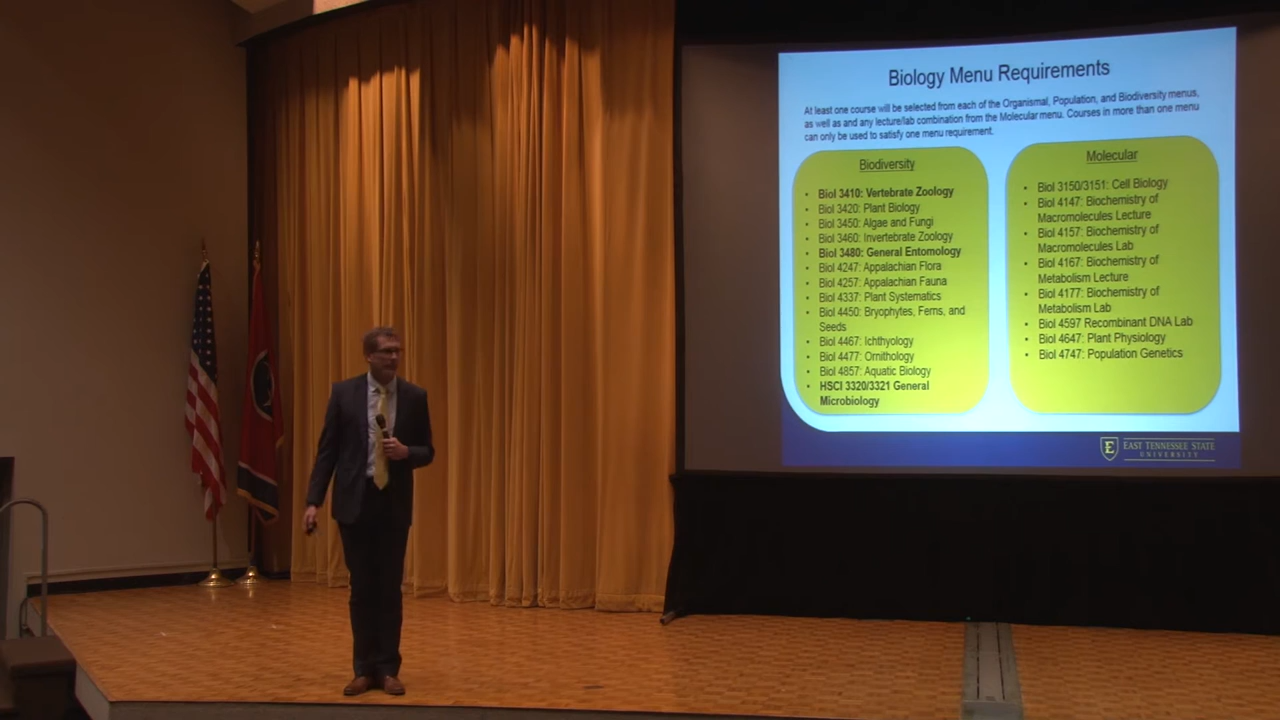 Biology Menu Requirements
At least one course will be selected from each of the Organismal, Population, and Biodiversity menus,
as well as and any lecture/lab combination from the Molecular menu. Courses in more than one menu
can only be used to satisfy one menu requirement.
Biodiversity
• Biol 3410: Vertebrate Zoology
• Biol 3420: Plant Biology
• Biol 3450: Algae and Fungi
• Biol 3460: Invertebrate Zoology
• Biol 3480: General Entomology
• Biol 4247: Appalachian Flora
• Biol 4257: Appalachian Fauna
• Biol 4337: Plant Systematics
• Biol 4450: Bryophytes, Ferns, and
Seeds
• Biol 4467: Ichthyology
• Biol 4477: Ornithology
• Biol 4857: Aquatic Biology
• HSCI 3320/3321 General
Microbiology
Molecular
• Biol 3150/3151: Cell Biology
• Biol 4147: Biochemistry of
Macromolecules Lecture
• Biol 4157: Biochemistry of
Macromolecules Lab
• Biol 4167: Biochemistry of
Metabolism Lecture
• Biol 4177: Biochemistry of
Metabolism Lab
• Biol 4597 Recombinant DNA Lab
• Biol 4647: Plant Physiology
• Biol 4747: Population Genetics
E
EAST TENNESSEE STATE
UNIVERSITY